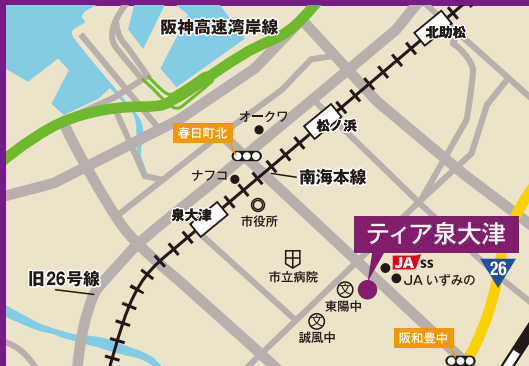 阪神高速湾岸線
北助松
オークワ
春日町北
松ノ浜
ナフコ
南海本線
泉大津
市役所
ティア泉大津
JA SS
26
市立病院
JA いずみの
旧26号線
東陽中
文
誠風中
文
阪和豊中